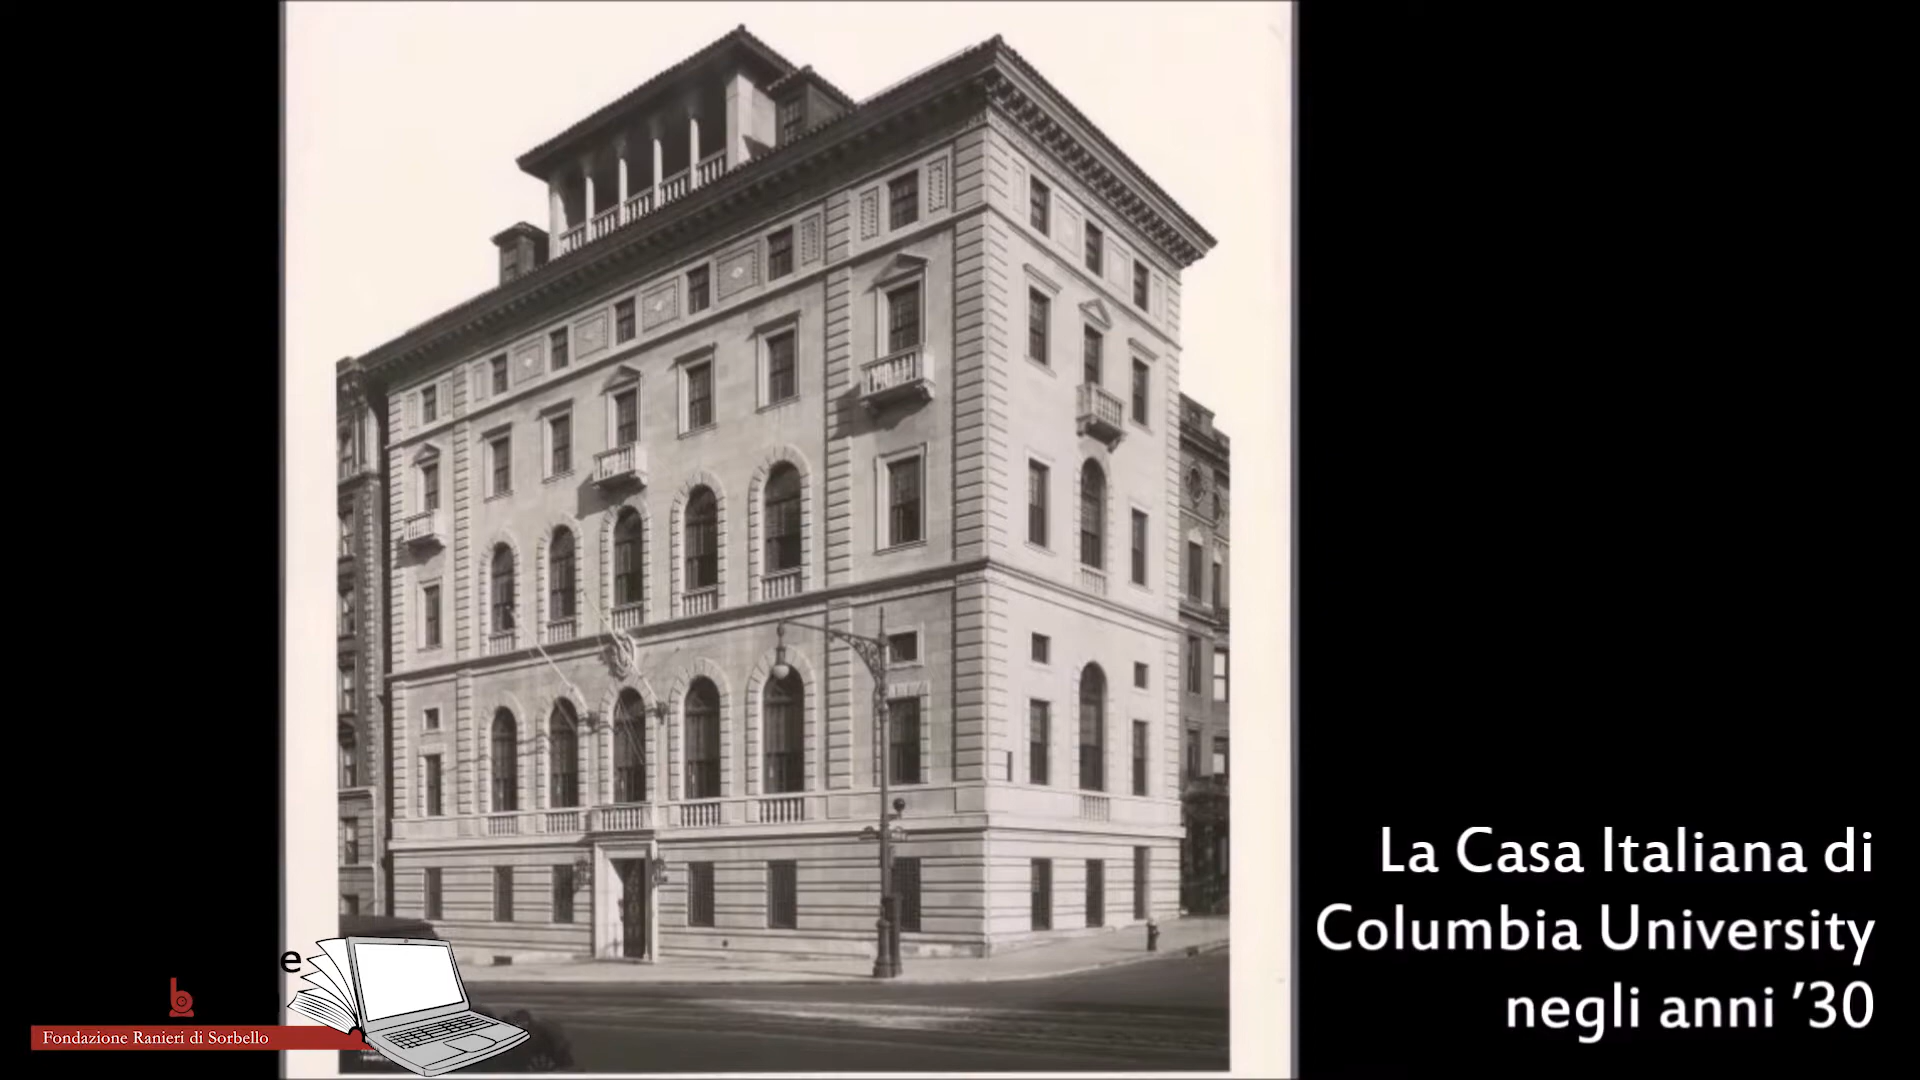 La Casa Italiana di
Columbia University
negli anni '30
e
Fondazione Ranieri di Sorbello